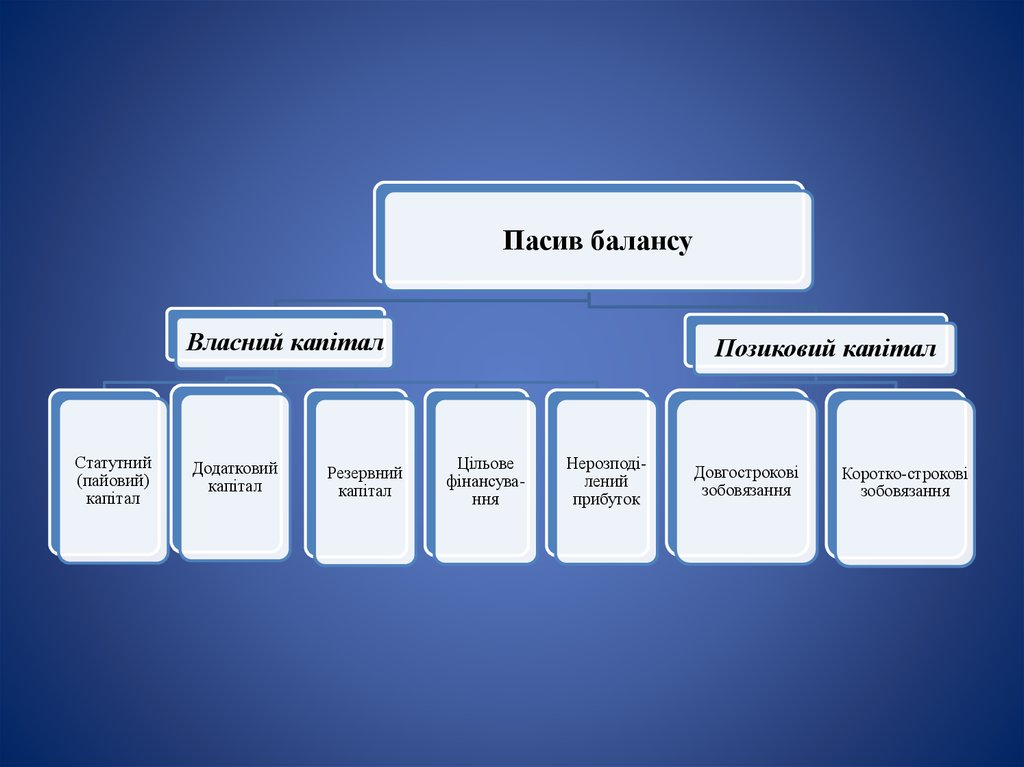 Пасив балансу
Власний капітал
Позиковий капітал
Статутний
(пайовий)
капітал
Додатковий
капітал
Резервний
капітал
Цільове
фінансува-
ння
Нерозподі-
лений
прибуток
Довгострокові
зобовязання
Коротко-строкові
зобовязання